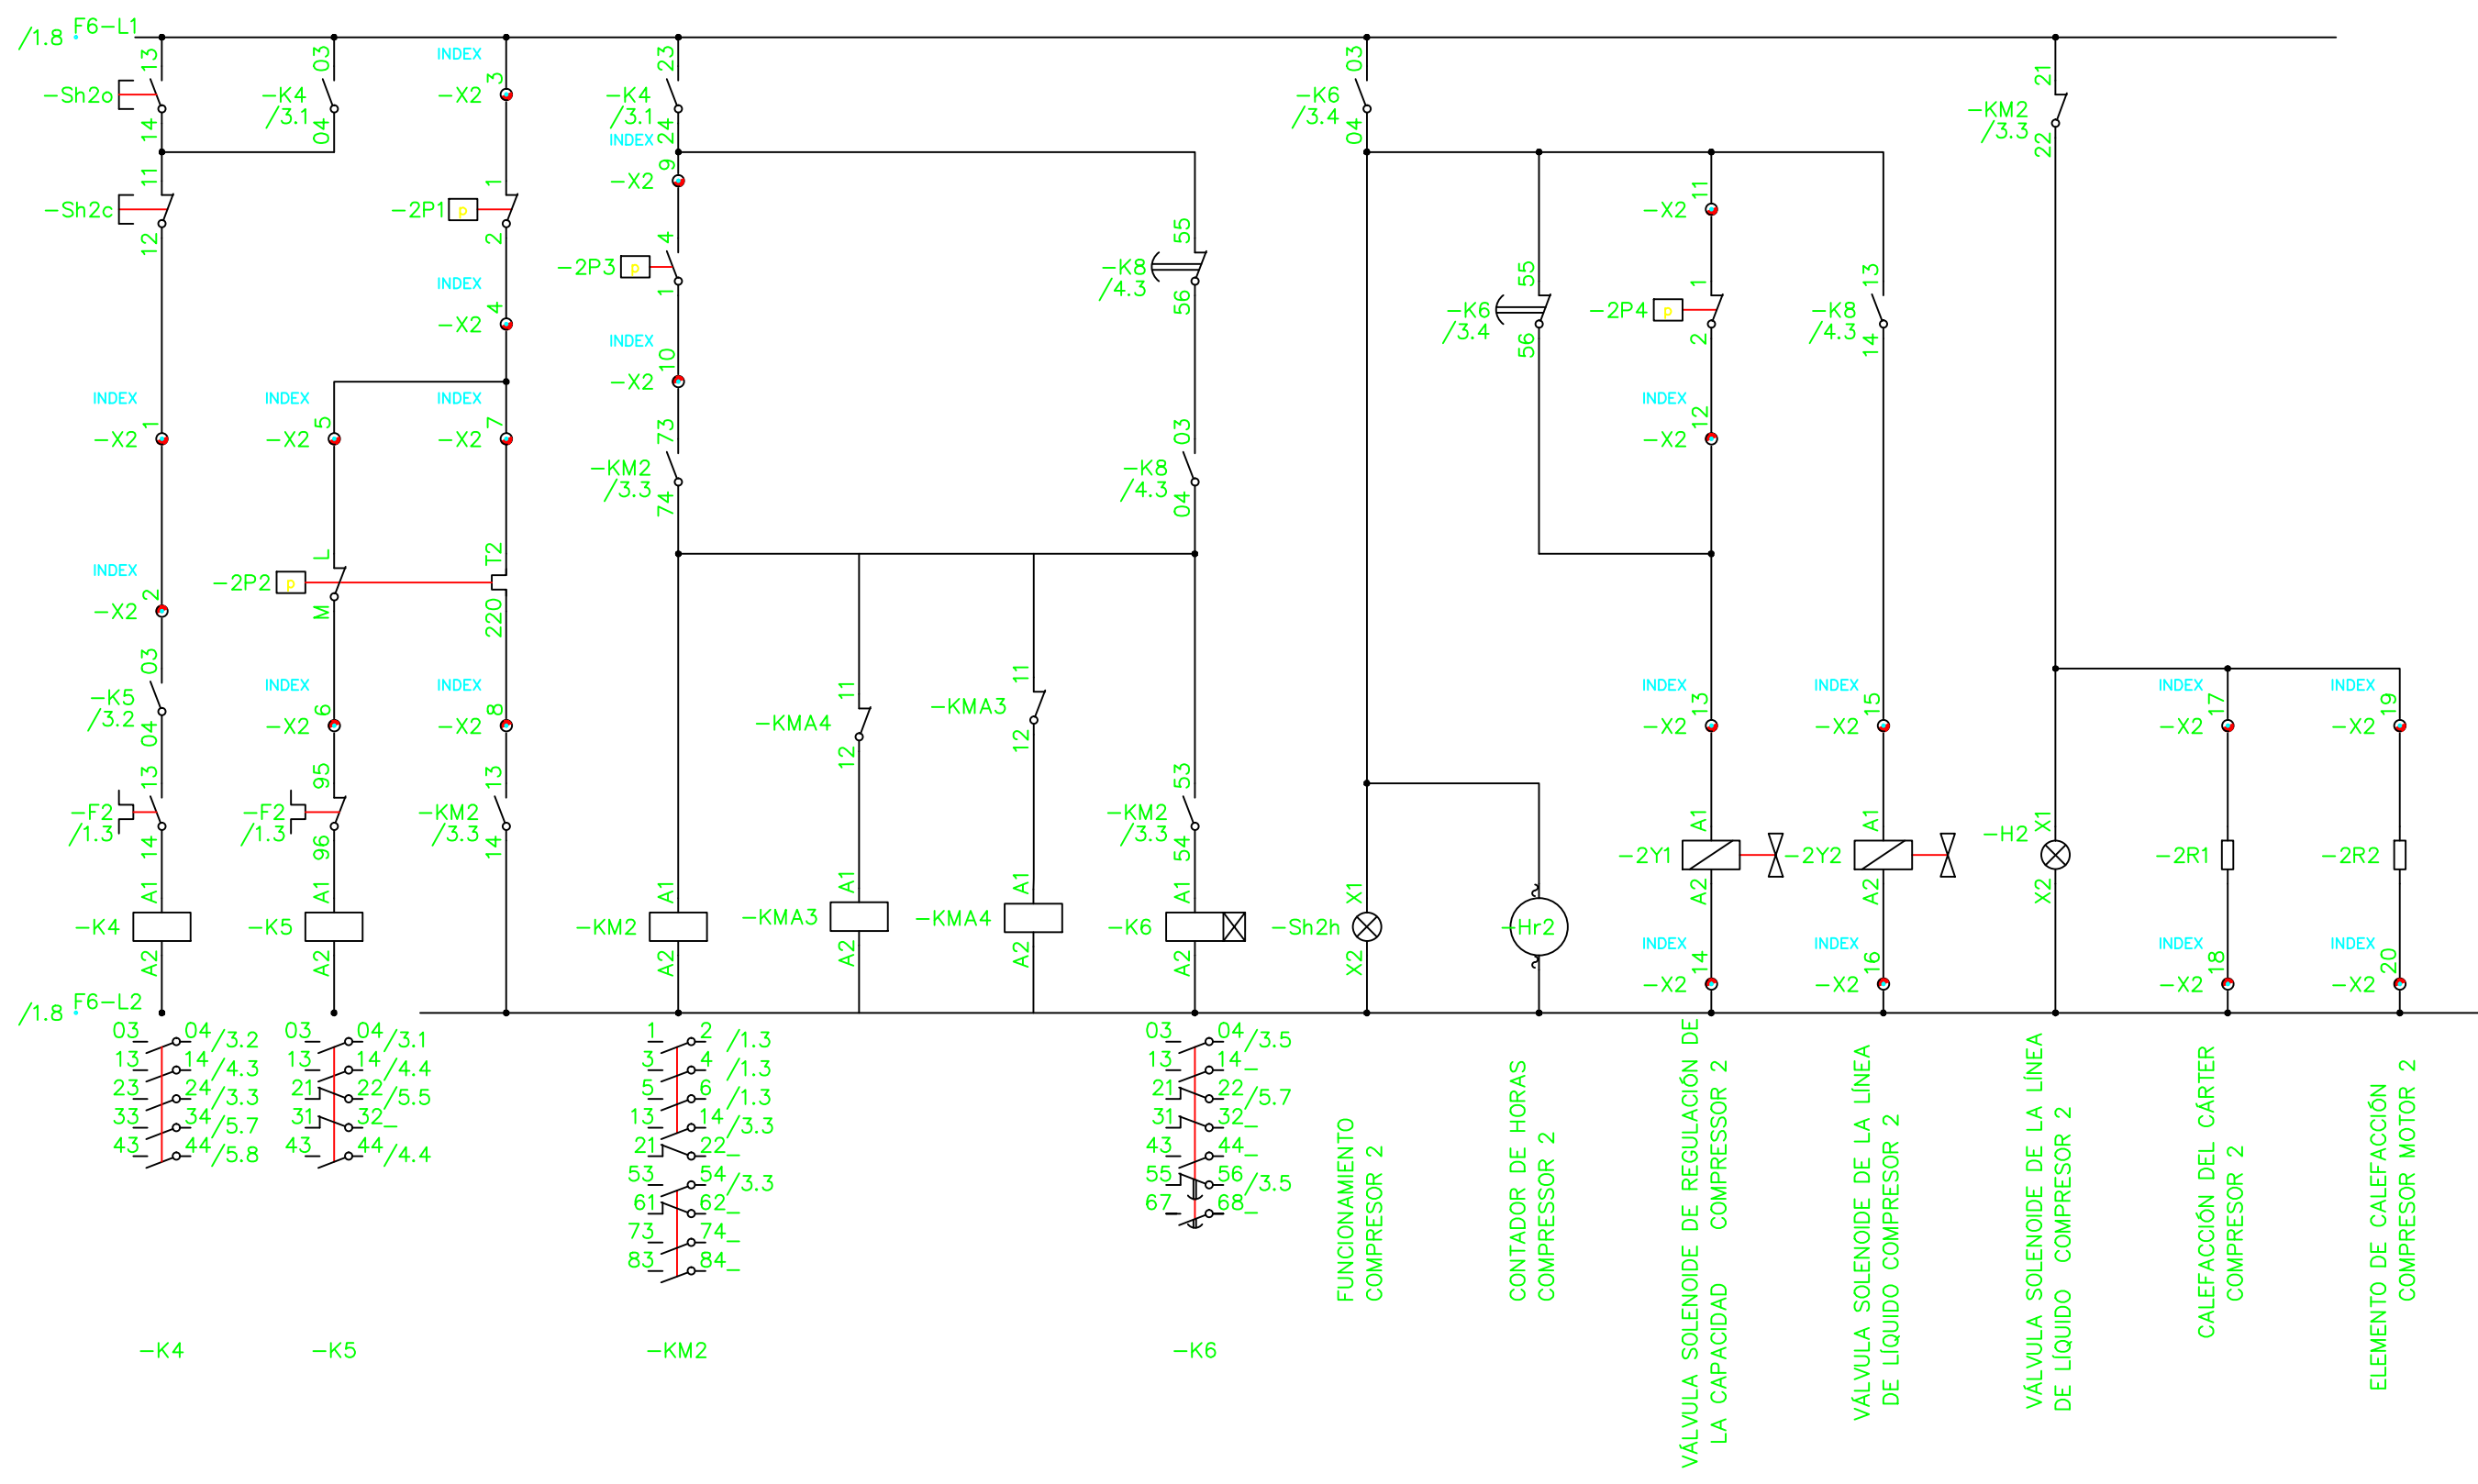 F6-L1
/1.8
13
-Sh2o
14
11
-Sh2c
12
INDEX
1
-X2
INDEX
2
-X2
03
-K5
/3.2
04
13
-F2
/1.3
14
A1
-K4
A2
F6-L2
/1.8
03
-K4
/3.1
04
INDEX
5
-X2
L
-2P2
p
M
INDEX
6
-X2
95
-F2
/1.3
96
A1
-K5
A2
INDEX
3
-X2
1
-2P1
p
2
INDEX
4
-X2
INDEX
7
-X2
T2
220
INDEX
8
-X2
13
-KM2
/3.3
14
23
-K4
/3.1
24
INDEX
9
-X2
4
-2P3
p
1
INDEX
10
-X2
73
-KM2
/3.3
74
A1
-KM2
A2
11
-KMA4
12
A1
-KMA3
A2
11
-KMA3
12
A1
-KMA4
A2
55
-K8
/4.3
56
03
-K8
/4.3
04
53
-KM2
/3.3
54
A1
-K6
A2
03
-K6
/3.4
04
X1
-Sh2h
X2
55
-K6
/3.4
56
-Hr2
11
-X2
1
-2P4
p
2
INDEX
12
-X2
INDEX
13
-X2
A1
-2Y1
A2
INDEX
14
-X2
13
-K8
/4.3
14
INDEX
15
-X2
A1
-2Y2
A2
INDEX
16
-X2
21
-KM2
/3.3
22
X1
-H2
X2
INDEX
17
-X2
-2R1
INDEX
18
-X2
INDEX
19
-X2
-2R2
INDEX
20
-X2
03 04 /3.2
13 14 /4.3
23 24 /3.3
33 34 /5.7
43 44 /5.8
-K4
03 04 /3.1
13 14 /4.4
21 22 /5.5
31 32 _
43 44 /4.4
-K5
1 2 /1.3
3 4 /1.3
5 6 /1.3
13 14 /3.3
21 22 _
53 54 /3.3
61 62 _
73 74 _
83 84 _
-KM2
03 04 /3.5
13 14 _
21 22 /5.7
31 32 _
43 44 _
55 56 /3.5
67 68 _
-K6
FUNCIONAMIENTO
COMPRESOR 2
CONTADOR DE HORAS
COMPRESSOR 2
VÁLVULA SOLENOIDE DE REGULACIÓN DE
LA CAPACIDAD COMPRESSOR 2
VÁLVULA SOLENOIDE DE LA LÍNEA
DE LÍQUIDO COMPRESOR 2
VÁLVULA SOLENOIDE DE LA LÍNEA
DE LÍQUIDO COMPRESOR 2
CALEFACCIÓN DEL CÁRTER
COMPRESOR 2
ELEMENTO DE CALEFACCIÓN
COMPRESOR MOTOR 2